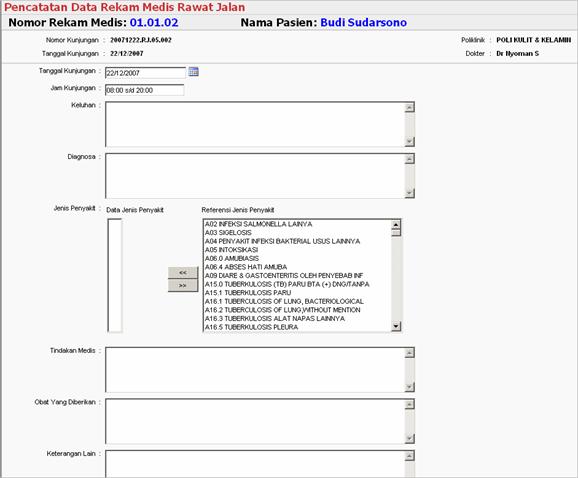 Pencatatan Data Rekam Medis Rawat Jalan
Nomor Rekam Medis: 01.01.02 Nama Pasien: Budi Sudarsono
Nomor Kunjungan : 20071222.RJ.05.002 Poliklinik : POLI KULIT & KELAMIN
Tanggal Kunjungan : 22/12/2007 Dokter : Dr Nyoman S
Tanggal Kunjungan : 22/12/2007
Jam Kunjungan : 08:00 s/d 20:00
Keluhan :
Diagnosa :
Jenis Penyakit : Data Jenis Penyakit Referensi Jenis Penyakit
A02 INFEKSI SALMONELLA LAINYA
A03 SIGELOSIS
A04 PENYAKIT INFEKSI BAKTERIAL USUS LAINNYA
A05 INTOKSIKASI
A06.0 AMUBIASIS
A06.4 ABSES HATI AMUBA
<< A09 DIARE & GASTOENTERITIS OLEH PENYEBAB INF
>> A15.0 TUBERKULOSIS (TB) PARU BTA (+) DNG/TANPA
A15.1 TUBERKULOSIS PARU
A16.1 TUBERCULOSIS OF LUNG, BACTERIOLOGICAL
A16.2 TUBERCULOSIS OF LUNG,WITHOUT MENTION
A16.3 TUBERKULOSIS ALAT NAPAS LAINNYA
A16.5 TUBERKULOSIS PLEURA
Tindakan Medis :
Obat Yang Diberikan :
Keterangan Lain :